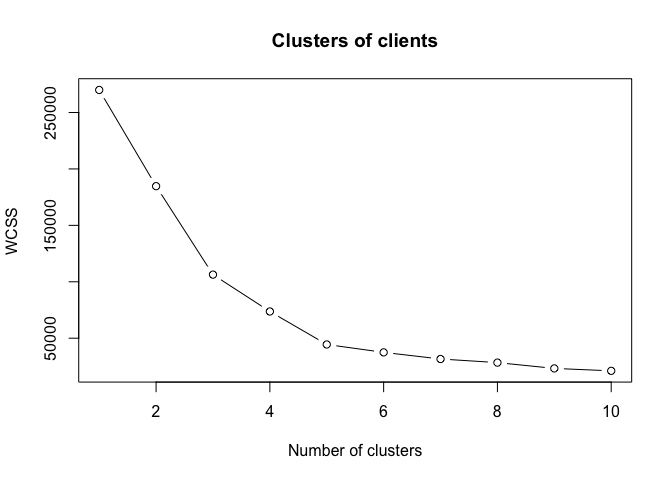 Clusters of clients
250000
150000
50000
WCSS
2 4 6 8 10
Number of clusters